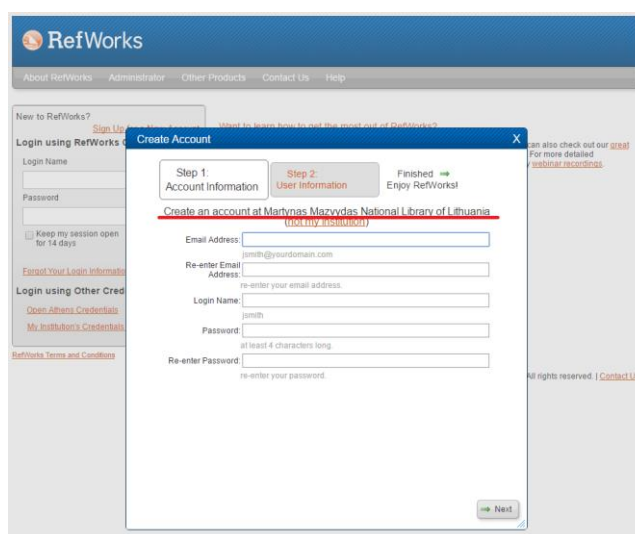 RefWorks
About RefWorks Administrator Other Products Contact Us Help
New to RefWorks?
Sign Up for a New Account
Want to learn how to get the most out of RefWorks?
Login using RefWorks
Login Name
Password
Keep my session open
for 14 days
Forgot Your Login Informatio
Login using Other Cred
Open Athens Credentials
My Institution's Credentials
RefWorks Terms and Conditions
can also check out our great
For more detailed
webinar recordings.
All rights reserved. | Contact U
Create Account X
Step 1:
Account Information
Step 2:
User Information
Finished
Enjoy RefWorks!
Create an account at Martynas Mazvydas National Library of Lithuania
(not my institution)
Email Address:
jsmith@yourdomain.com
Re-enter Email
Address:
re-enter your email address.
Login Name:
jsmith
Password:
at least 4 characters long.
Re-enter Password:
re-enter your password.
Next